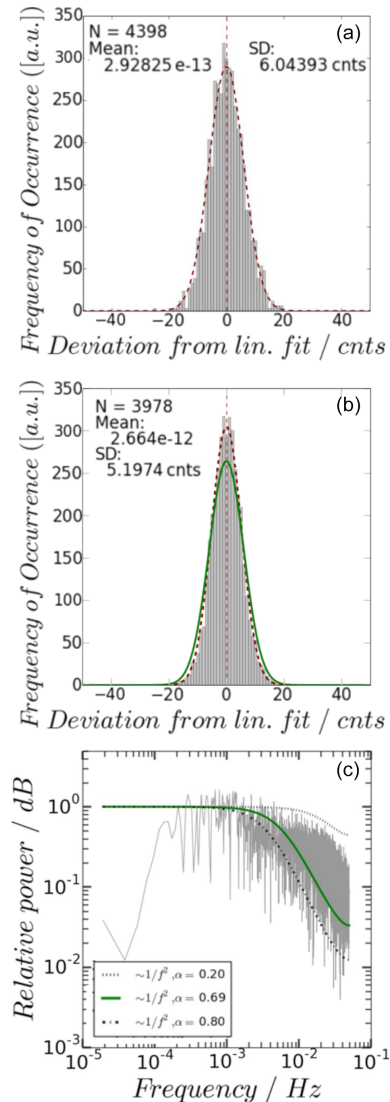 350
300
250
200
150
100
50
0
Frequency of Occurrence ([a.u.])
(a)
N = 4398
Mean:
2.92825 e-13
SD:
6.04393 cnts
−40 −20 0 20 40
Deviation from lin. fit / cnts
350
300
250
200
150
100
50
0
Frequency of Occurrence ([a.u.])
(b)
N = 3978
Mean:
2.664e-12
SD:
5.1974 cnts
−40 −20 0 20 40
Deviation from lin. fit / cnts
(c)
10^0
10^-1
10^-2
10^-3
Relative power / dB
~1/f^2, α= 0.20
~1/f^2, α= 0.69
~1/f^2, α= 0.80
10^-5 10^-4 10^-3 10^-2 10^-1
Frequency / Hz